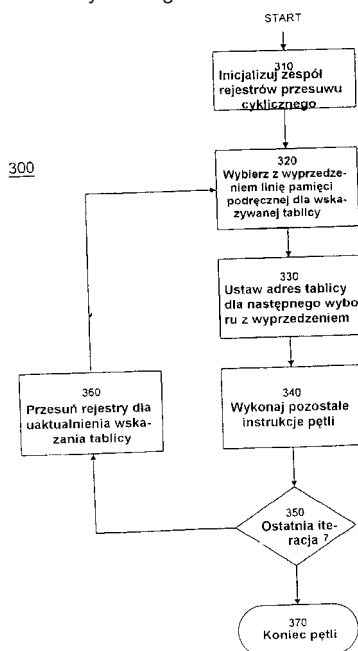 START
310
Inicjalizuj zespół
rejestrów przesuwu
cyklicznego
300
320
Wybierz z wyprzedze-
niem linię pamięci
podręcznej dla wska-
zywanej tablicy
330
Ustaw adres tablicy
dla następnego wybo
ru z wyprzedzeniem
360
Przesuń rejestry dla
uaktualnienia wska-
zania tablicy
340
Wykonaj pozostałe
instrukcje pętli
350
Ostatnia ite-
racja ?
370
Koniec pętli